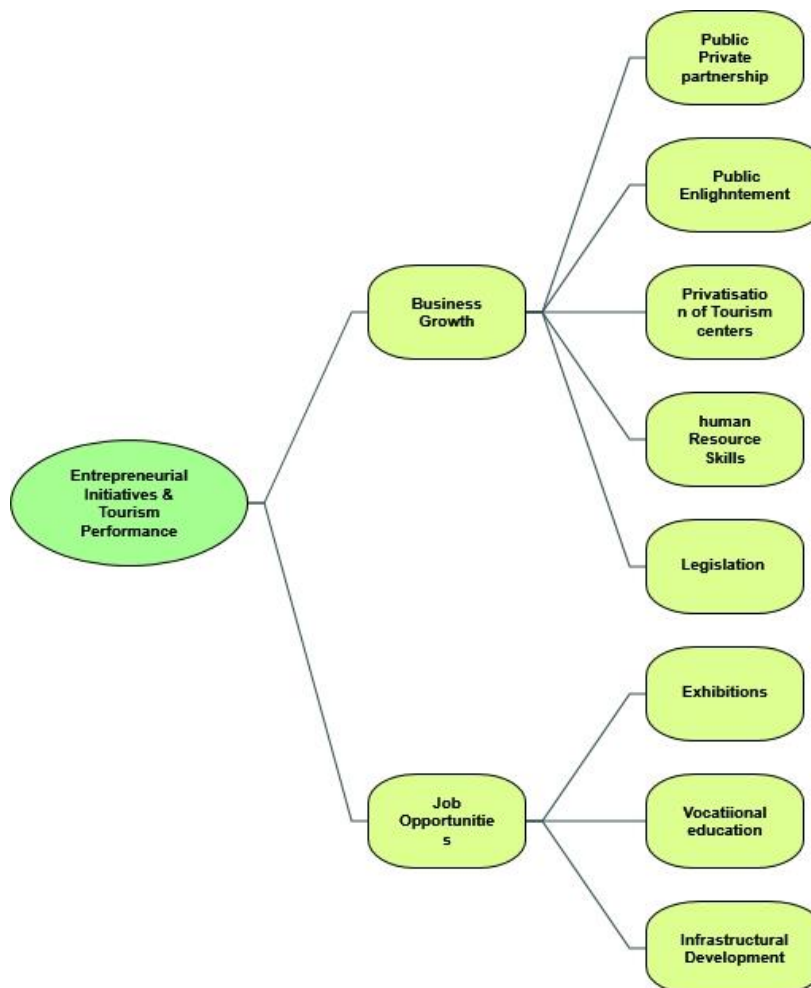 Public
Private
partnership
Public
Enlighntement
Privatisatio
n of Tourism
centers
human
Resource
Skills
Legislation
Business
Growth
Entrepreneurial
Initiatives &
Tourism
Performance
Job
Opportunitie
s
Exhibitions
Vocatiional
education
Infrastructural
Development